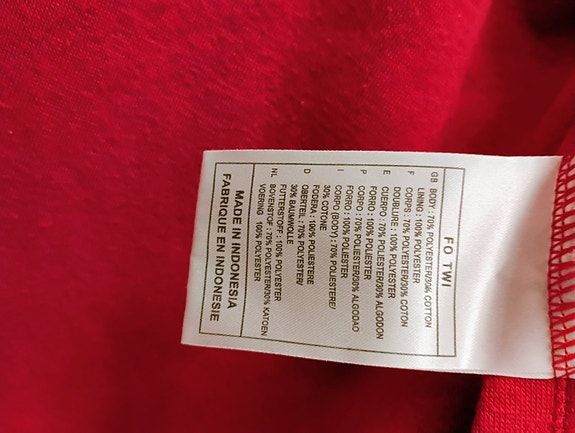 FO TWI
GB BODY : 70% POLYESTER/30% COTTON
LINING : 100% POLYESTER
F CORPS : 70% POLYESTER/30% COTON
DOUBLURE : 100% POLYESTER
E CUERPO : 70% POLIESTER/30% ALGODON
FORRO : 100% POLIESTER
P CORPO : 70% POLIESTER/30% ALGODAO
FORRO : 100% POLIESTER
I CORPO (BODY) : 70% POLIESTERE/
30% COTONE
FODERA : 100% POLIESTERE
D OBERTEIL : 70% POLYESTER/
30% BAUMWOLLE
FUTTERSTOFF : 100% POLYESTER
NL BOVENSTOF : 70% POLYESTER/30% KATOEN
VOERING 100% POLYESTER
MADE IN INDONESIA
FABRIQUE EN INDONESIE